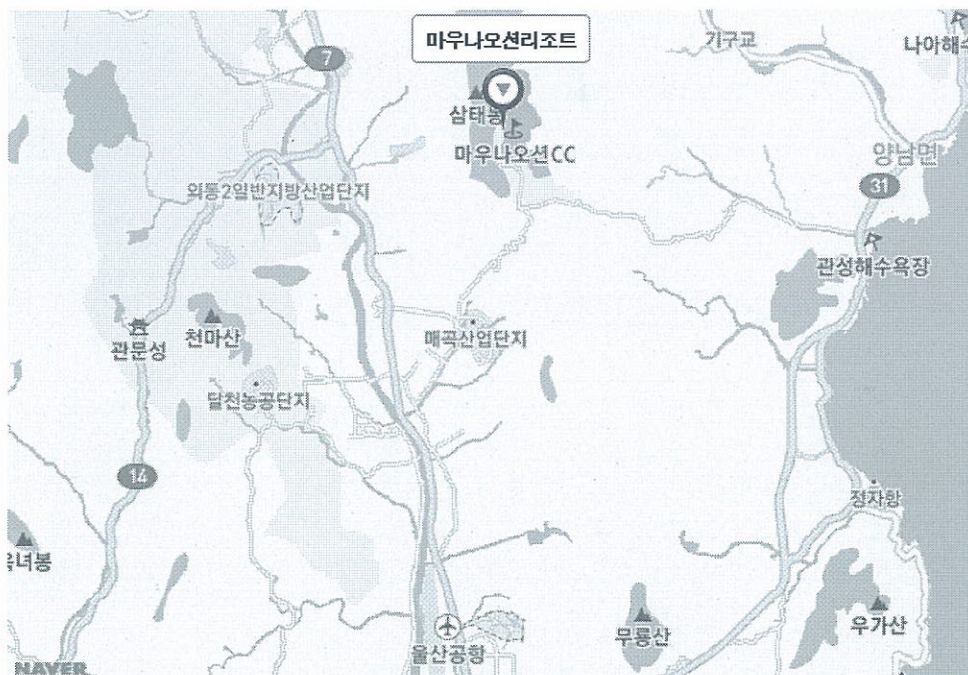 마우나오션리조트
7
기구교
나아해수
삼태봉
마우나오션CC
양남면
31
외동2일반지방산업단지
관성해수욕장
천마산
관문성
매곡산업단지
달천농공단지
14
정자항
옥녀봉
무룡산
우가산
울산공항
NAVER